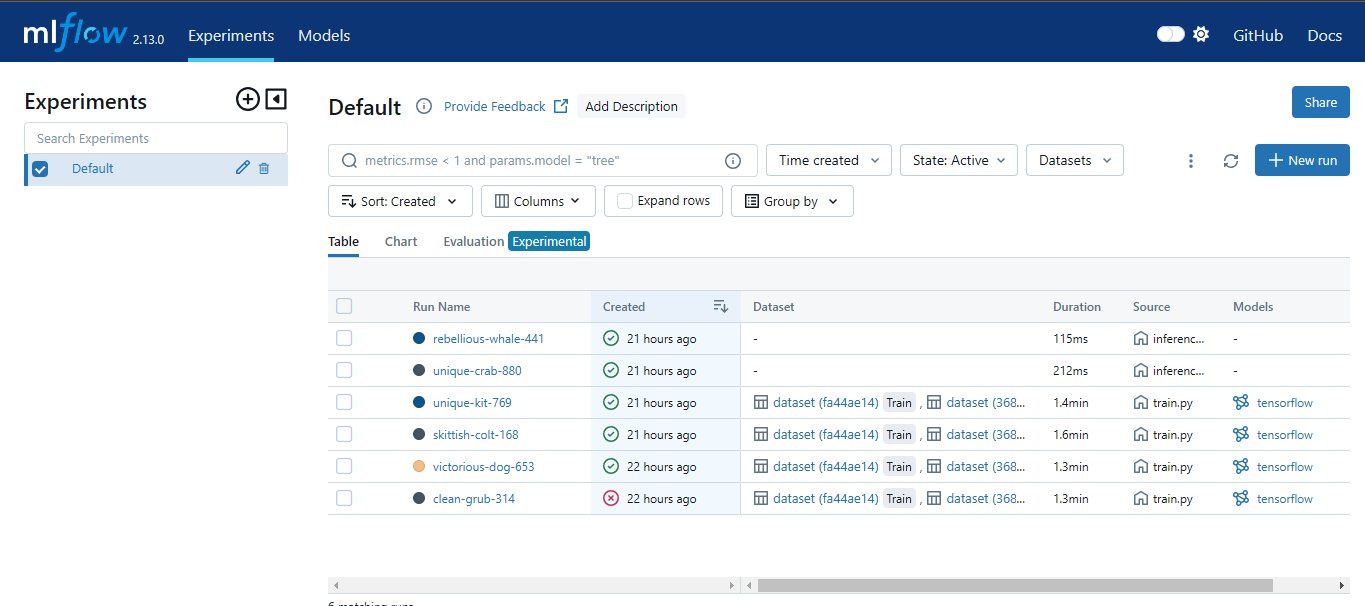 mlflow 2.13.0 Experiments Models GitHub Docs
Experiments
Search Experiments
Default
Default Provide Feedback Add Description Share
metrics.rmse < 1 and params.model = "tree" Time created State: Active Datasets New run
Sort: Created Columns Expand rows Group by
Table Chart Evaluation Experimental
Run Name Created Dataset Duration Source Models
rebellious-whale-441 21 hours ago - 115ms inferenc... -
unique-crab-880 21 hours ago - 212ms inferenc... -
unique-kit-769 21 hours ago dataset (fa44ae14) Train , dataset (368... 1.4min train.py tensorflow
skittish-colt-168 21 hours ago dataset (fa44ae14) Train , dataset (368... 1.6min train.py tensorflow
victorious-dog-653 22 hours ago dataset (fa44ae14) Train , dataset (368... 1.3min train.py tensorflow
clean-grub-314 22 hours ago dataset (fa44ae14) Train , dataset (368... 1.3min train.py tensorflow
6 matching runs